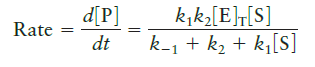 Rate = d[P]/dt = k₁k₂[E]ₜ[S] / (k₋₁ + k₂ + k₁[S])